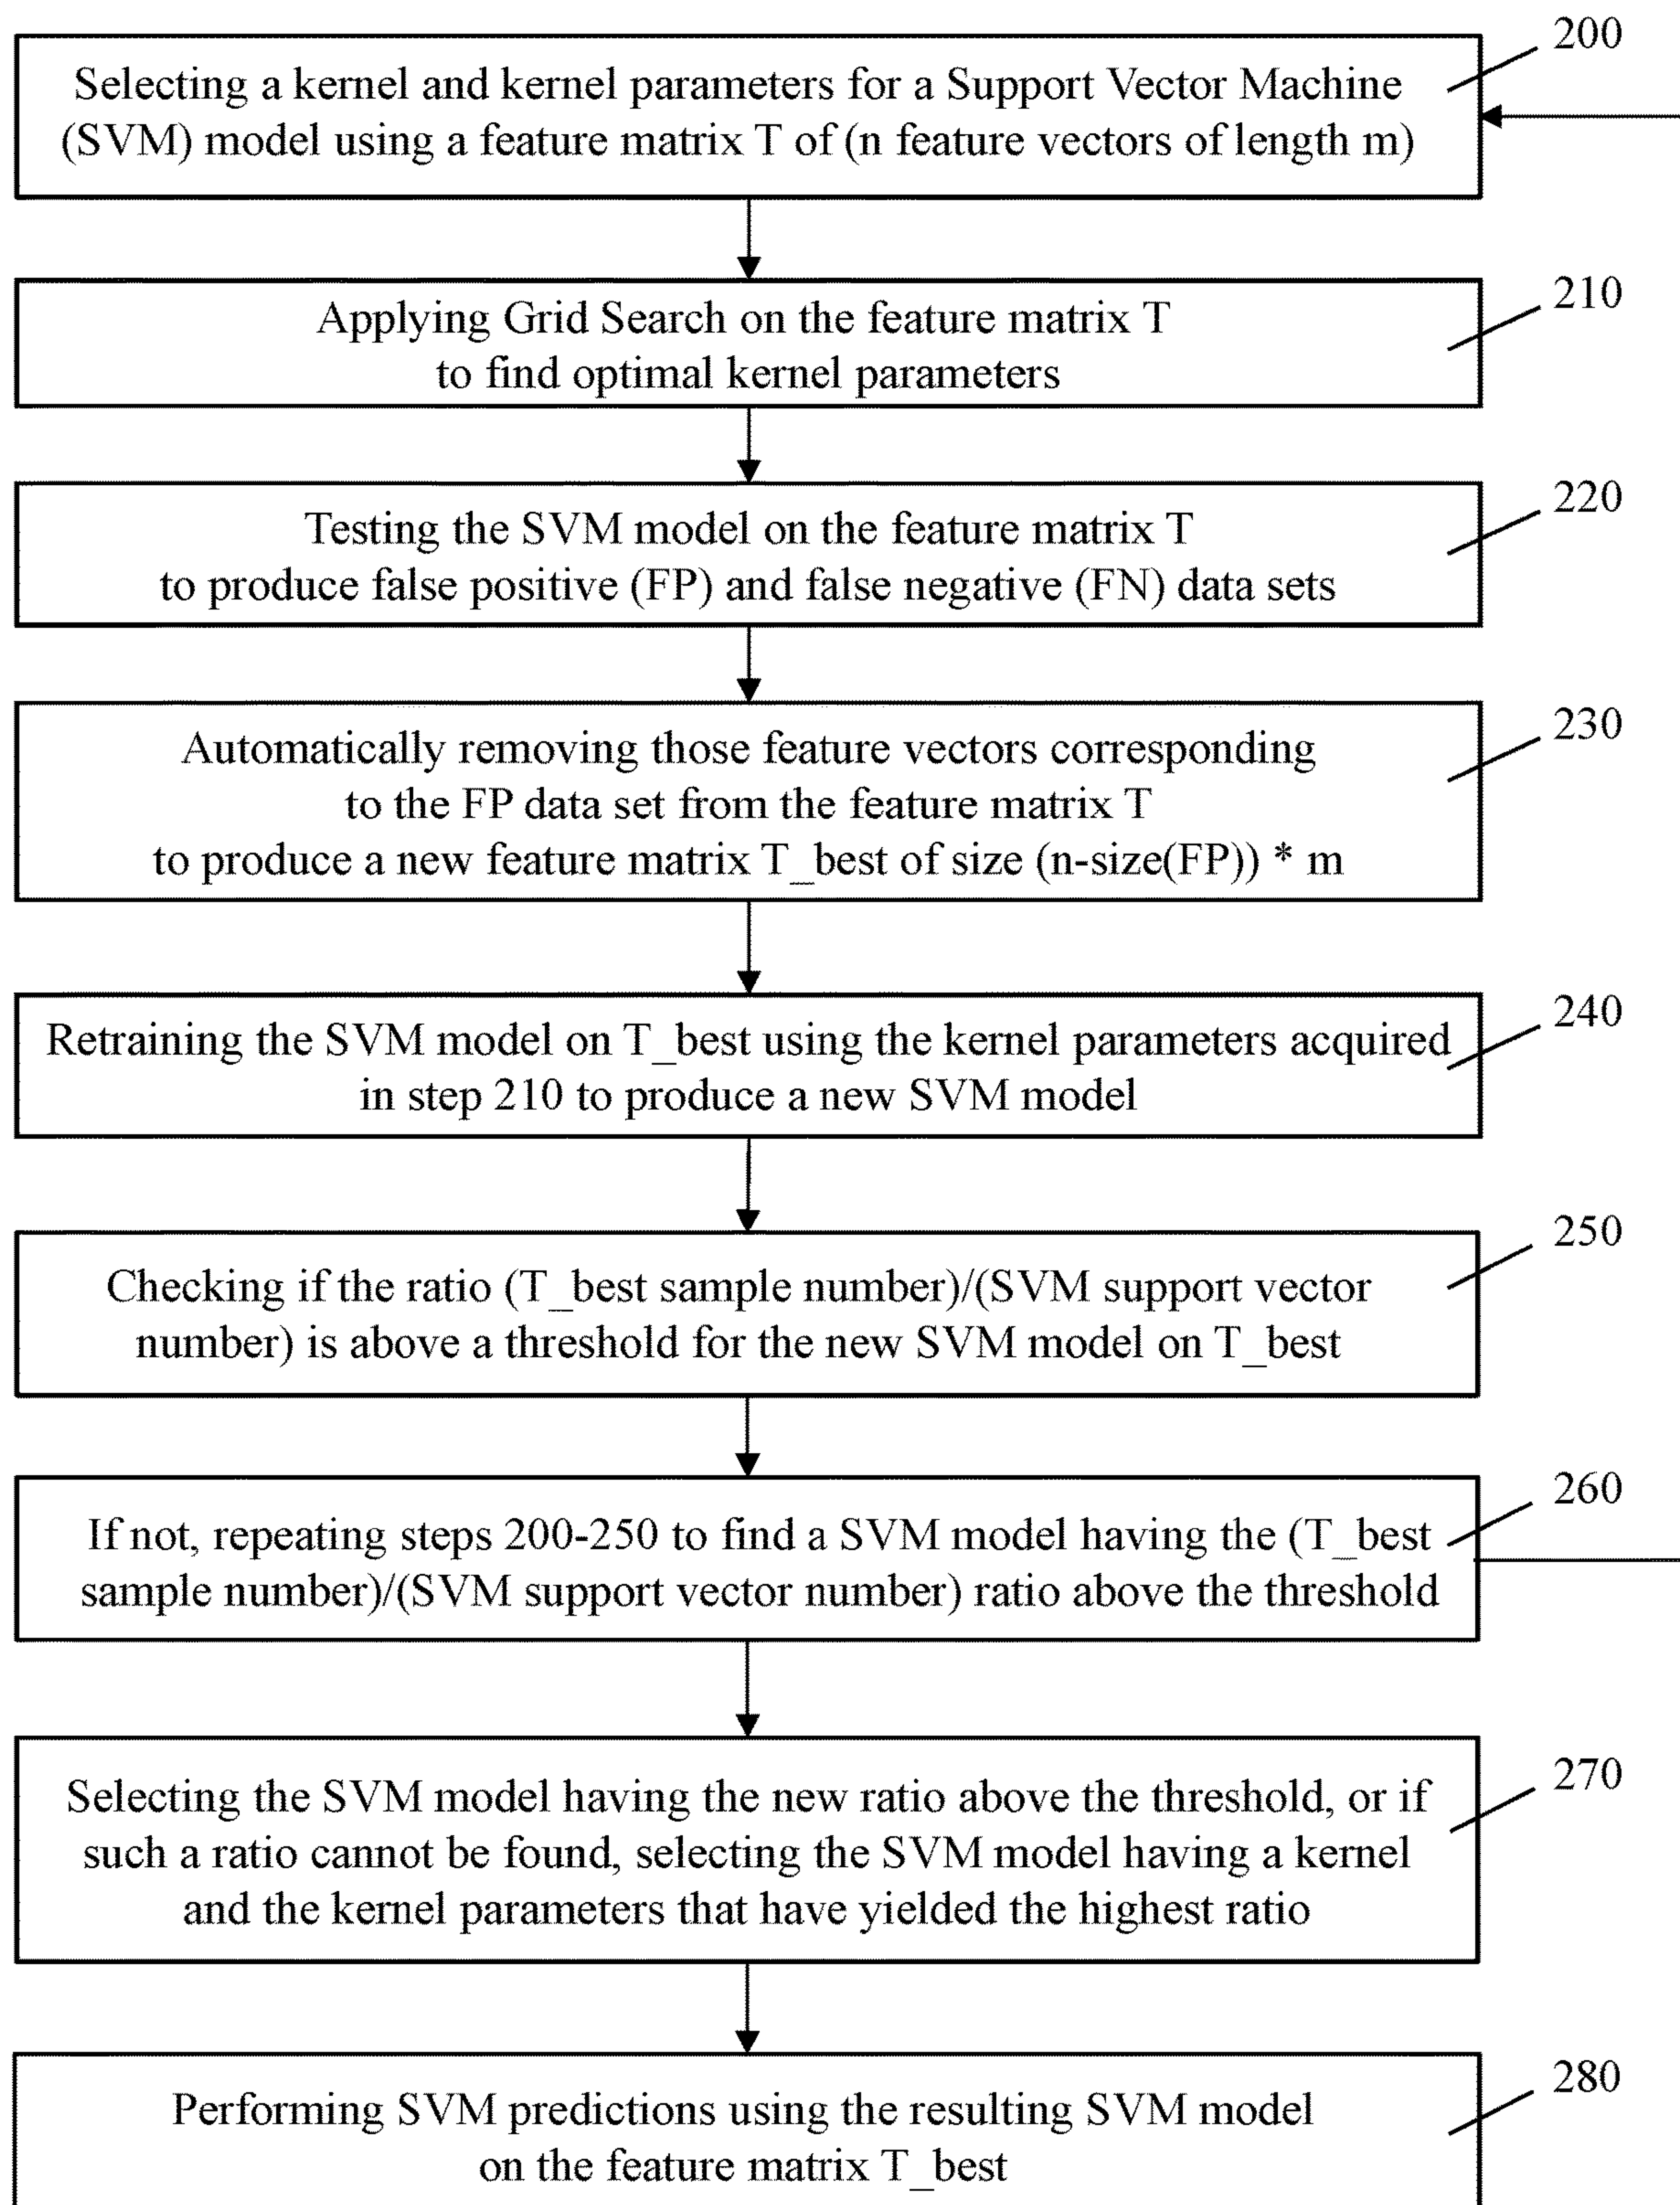 200
Selecting a kernel and kernel parameters for a Support Vector Machine
(SVM) model using a feature matrix T of (n feature vectors of length m)
210
Applying Grid Search on the feature matrix T
to find optimal kernel parameters
220
Testing the SVM model on the feature matrix T
to produce false positive (FP) and false negative (FN) data sets
230
Automatically removing those feature vectors corresponding
to the FP data set from the feature matrix T
to produce a new feature matrix T_best of size (n-size(FP)) * m
240
Retraining the SVM model on T_best using the kernel parameters acquired
in step 210 to produce a new SVM model
250
Checking if the ratio (T_best sample number)/(SVM support vector
number) is above a threshold for the new SVM model on T_best
260
If not, repeating steps 200-250 to find a SVM model having the (T_best
sample number)/(SVM support vector number) ratio above the threshold
270
Selecting the SVM model having the new ratio above the threshold, or if
such a ratio cannot be found, selecting the SVM model having a kernel
and the kernel parameters that have yielded the highest ratio
280
Performing SVM predictions using the resulting SVM model
on the feature matrix T_best